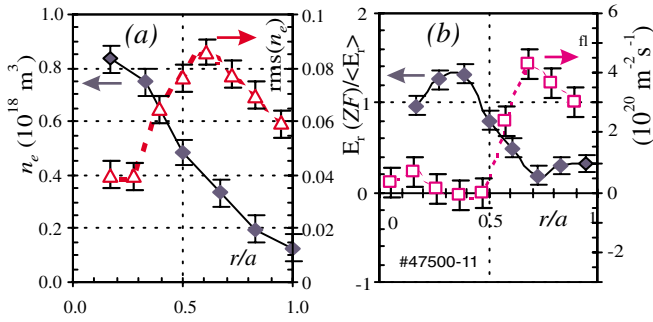 (a)
1.0
0.8
0.6
0.4
0.2
0.0
n_e (10^18 m^3)
0.1
0.08
0.06
0.04
0.02
0
rms(n_e)
r/a
0.0 0.5 1.0
(b)
2
1
0
-1
E_r (ZF)/<E_r>
6
4
2
0
-2
fl
(10^20 m^-2 s^-1)
0 0.5 r/a 1
#47500-11